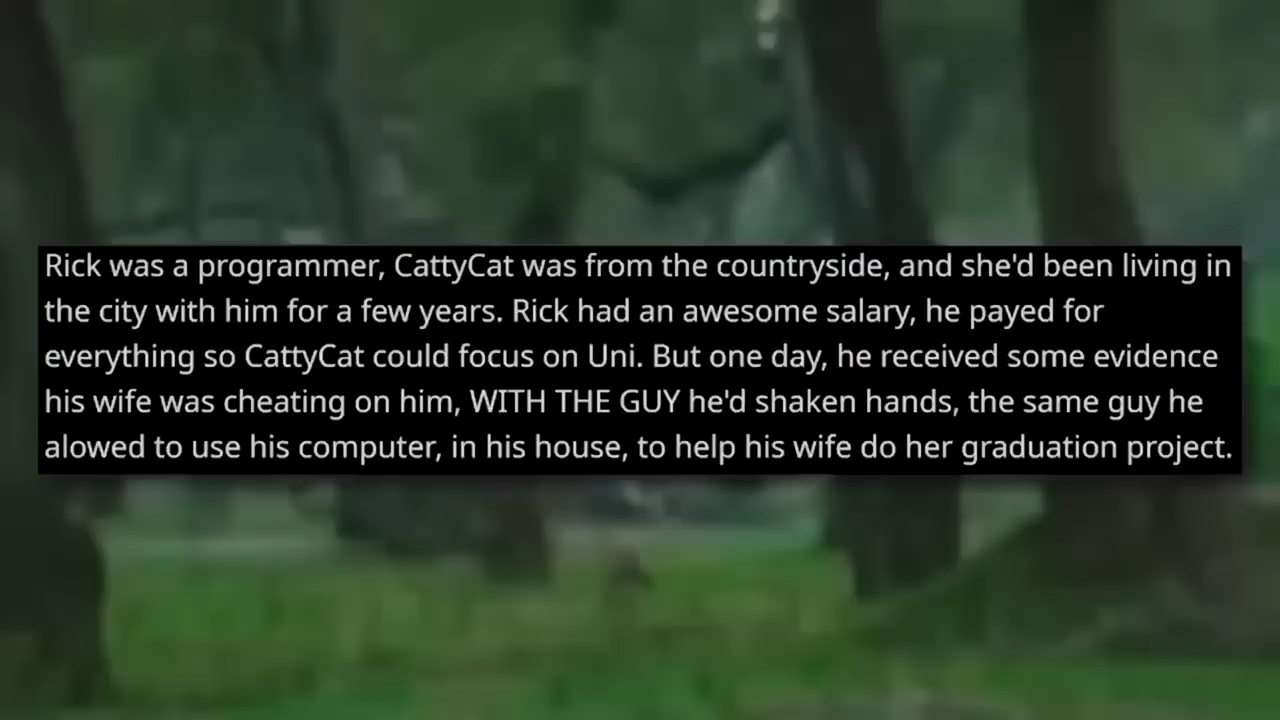 Rick was a programmer, CattyCat was from the countryside, and she'd been living in
the city with him for a few years. Rick had an awesome salary, he payed for
everything so CattyCat could focus on Uni. But one day, he received some evidence
his wife was cheating on him, WITH THE GUY he'd shaken hands, the same guy he
alowed to use his computer, in his house, to help his wife do her graduation project.